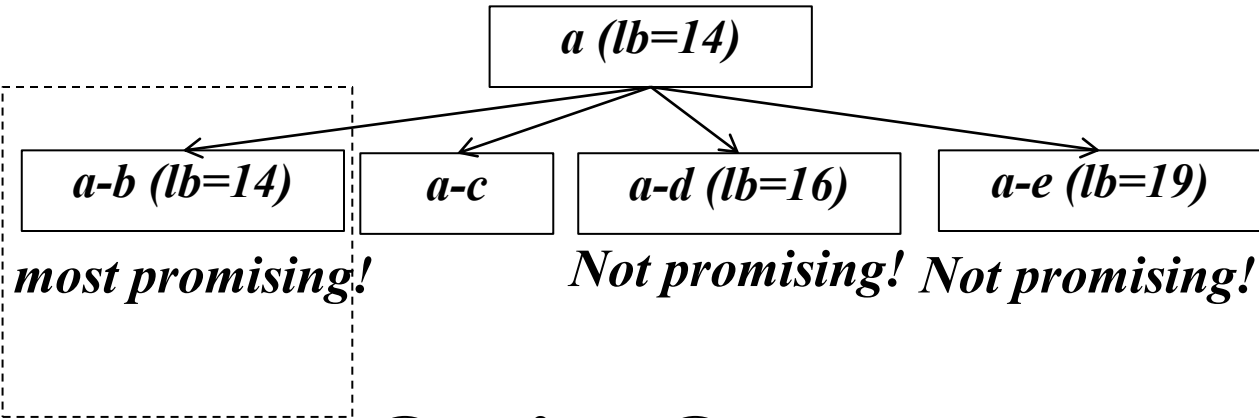 a (lb=14)
a-b (lb=14)
a-c
a-d (lb=16)
a-e (lb=19)
most promising!
Not promising!
Not promising!